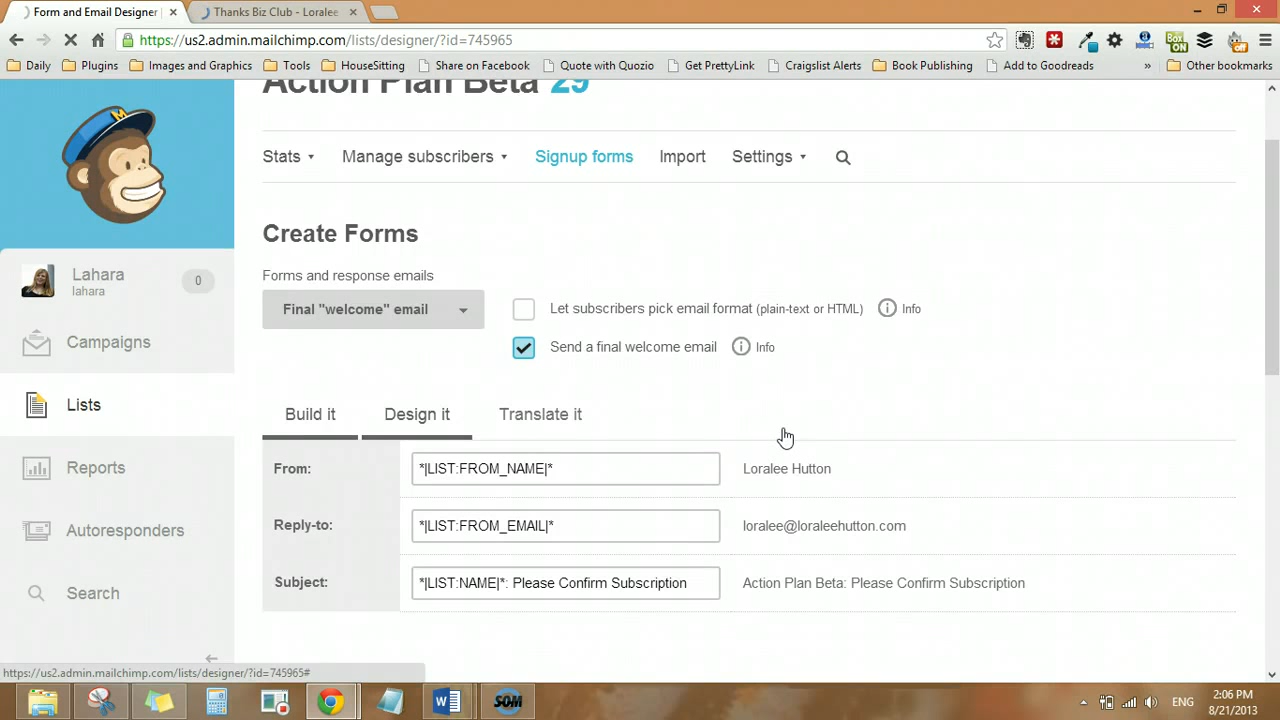 Form and Email Designer
Thanks Biz Club - Loralee
https://us2.admin.mailchimp.com/lists/designer/?id=745965
Daily
Plugins
Images and Graphics
Tools
HouseSitting
Share on Facebook
Quote with Quozio
Get PrettyLink
Craigslist Alerts
Book Publishing
Add to Goodreads
»
Other bookmarks
Action Plan Beta 29
Stats
Manage subscribers
Signup forms
Import
Settings
Create Forms
Lahara
lahara
0
Forms and response emails
Final "welcome" email
Let subscribers pick email format (plain-text or HTML)
Info
Send a final welcome email
Info
Campaigns
Lists
Reports
Autoresponders
Search
Build it
Design it
Translate it
From:
*|LIST:FROM_NAME|*
Loralee Hutton
Reply-to:
*|LIST:FROM_EMAIL|*
loralee@loraleehutton.com
Subject:
*|LIST:NAME|*: Please Confirm Subscription
Action Plan Beta: Please Confirm Subscription
https://us2.admin.mailchimp.com/lists/designer/?id=745965#
SOM
ENG
2:06 PM
8/21/2013